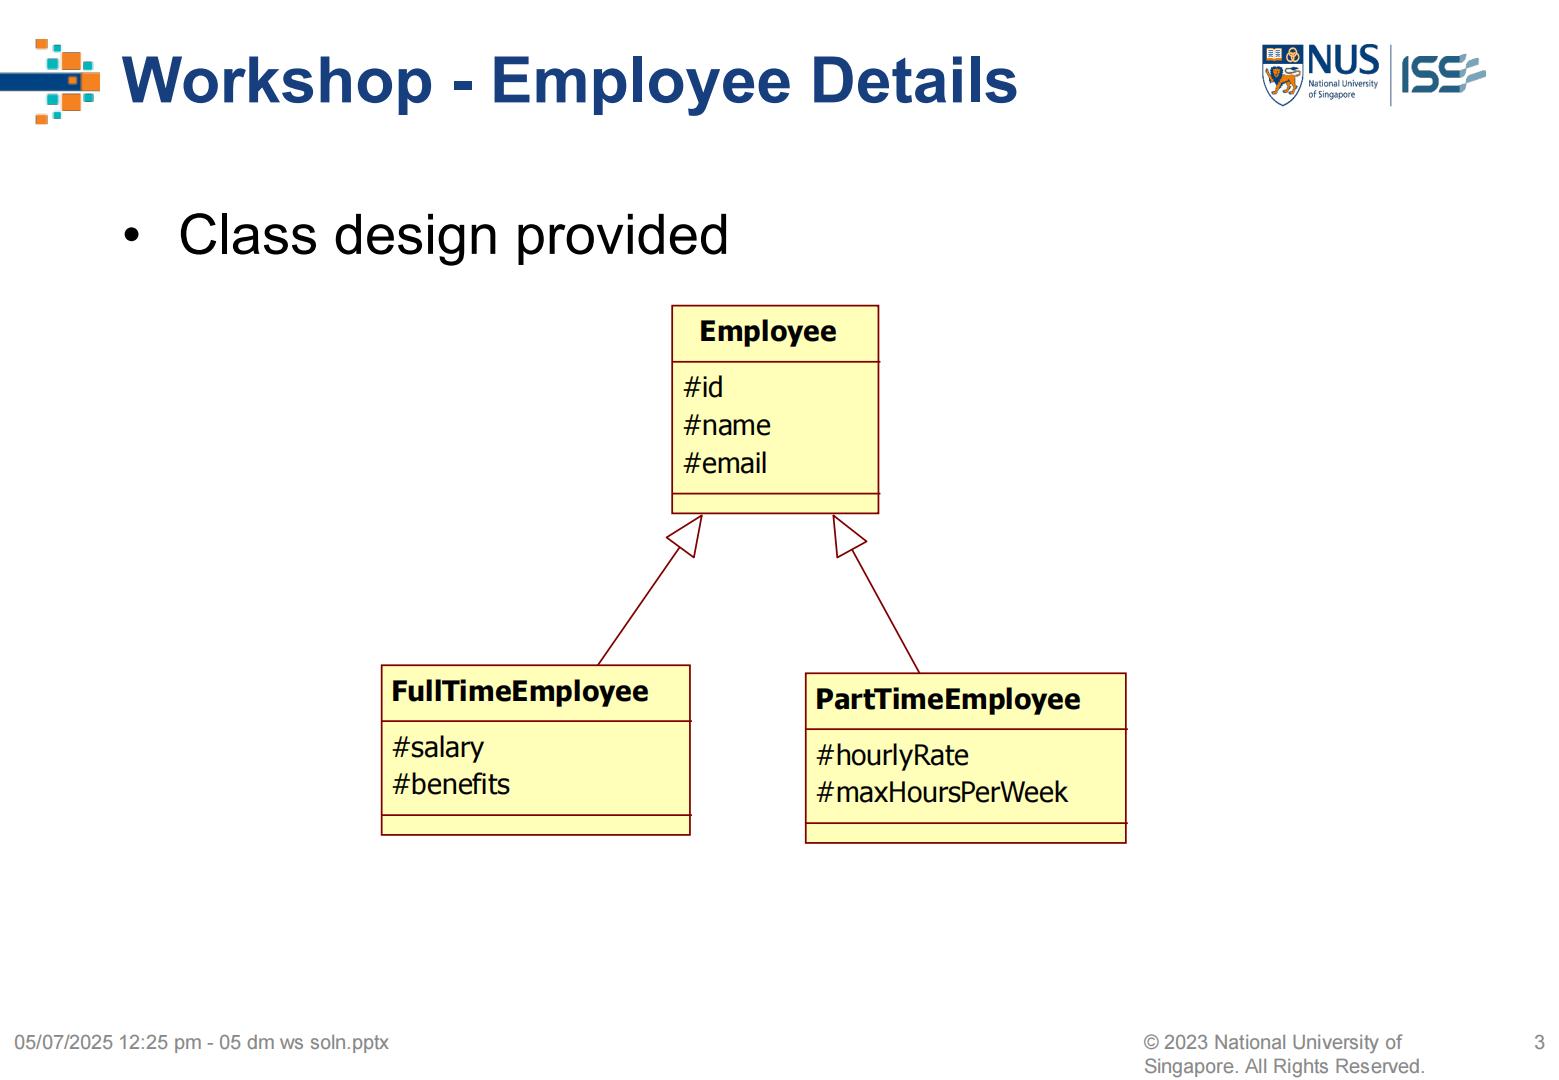 Workshop - Employee Details
NUS
National University
of Singapore
ISS
• Class design provided
Employee
#id
#name
#email
FullTimeEmployee
#salary
#benefits
PartTimeEmployee
#hourlyRate
#maxHoursPerWeek
05/07/2025 12:25 pm - 05 dm ws soln.pptx
© 2023 National University of
Singapore. All Rights Reserved.
3